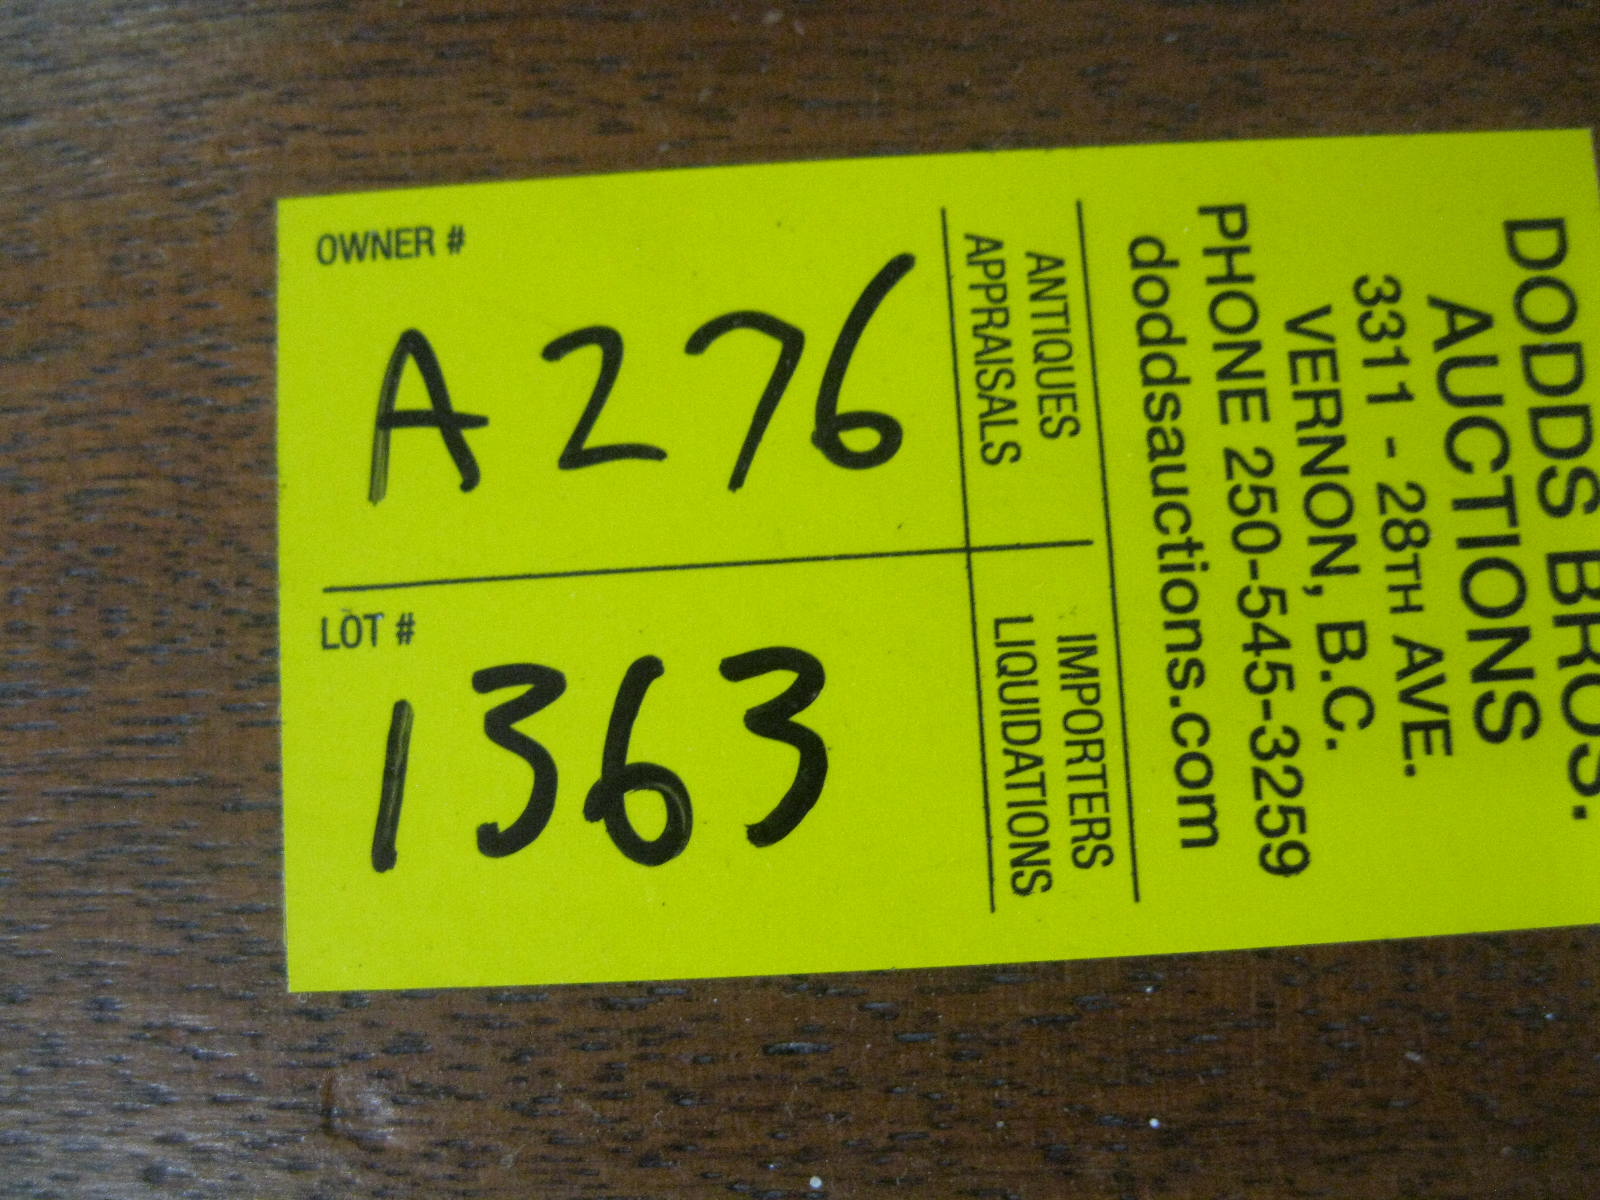 OWNER #
A 276
LOT #
1363
DODDS BROS.
AUCTIONS
3311 - 28TH AVE.
VERNON, B.C.
PHONE 250-545-3259
doddsauctions.com
ANTIQUES
APPRAISALS
IMPORTERS
LIQUIDATIONS